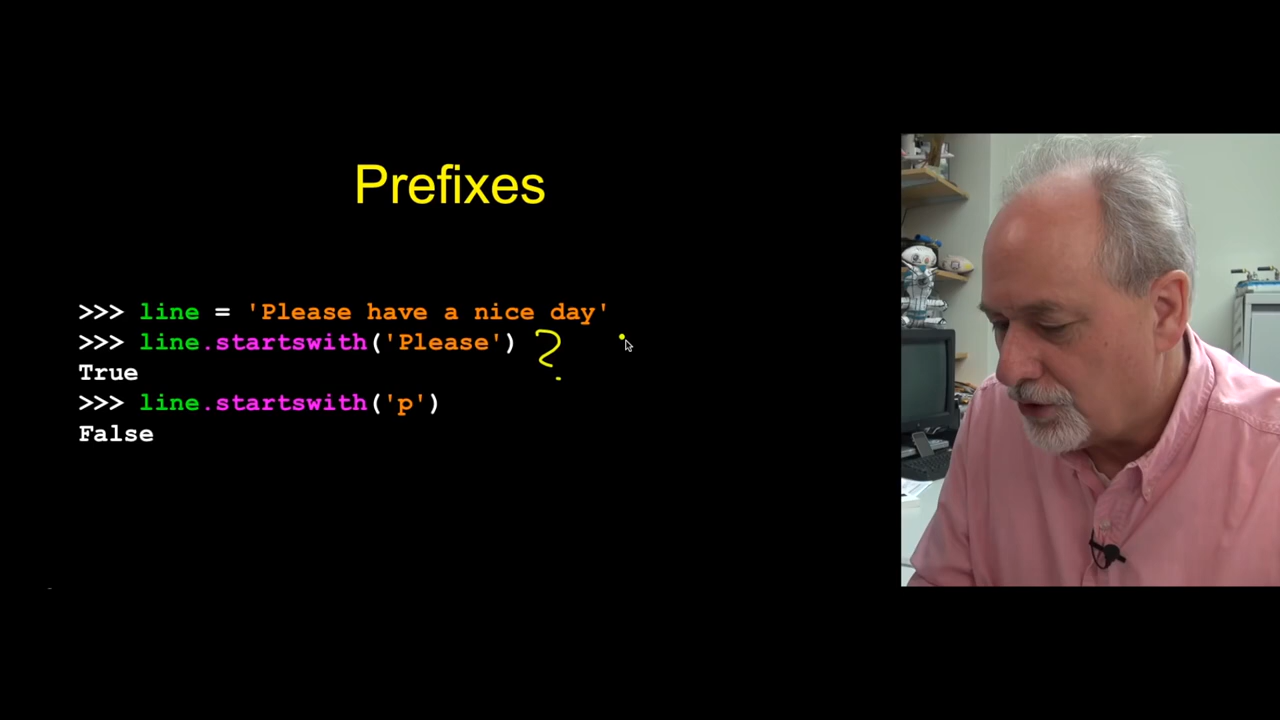 Prefixes
>>> line = 'Please have a nice day'
>>> line.startswith('Please') ?
True
>>> line.startswith('p')
False